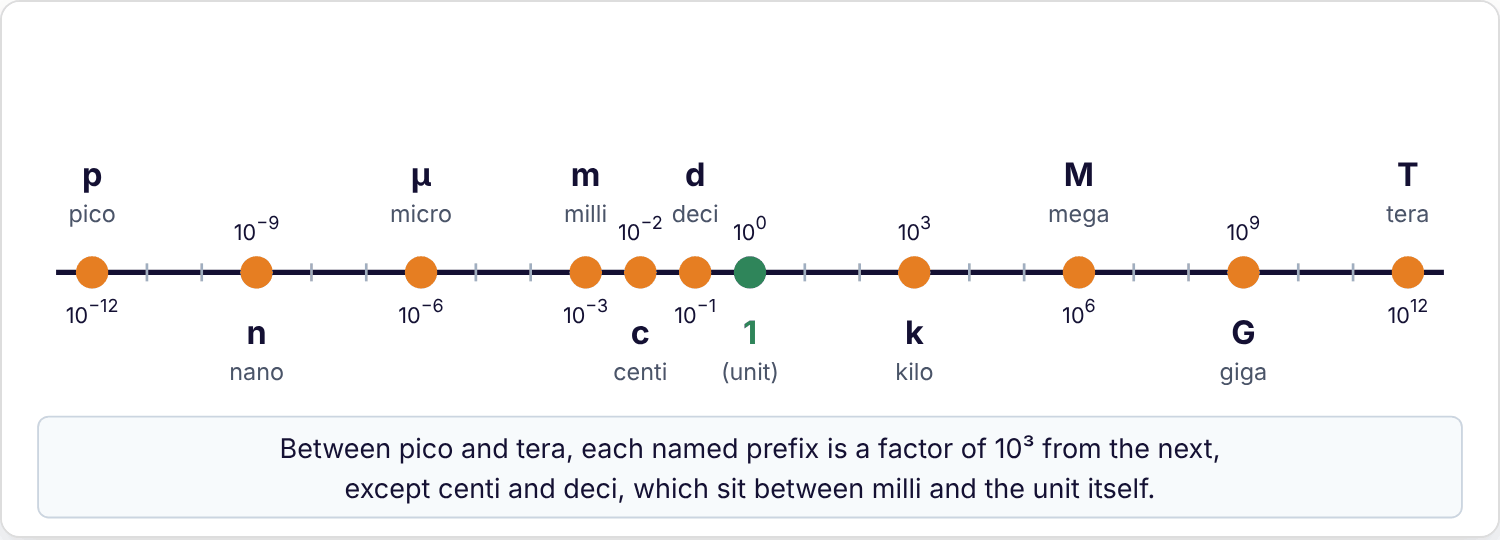 p
pico
10⁻¹²
10⁻⁹
n
nano
μ
micro
10⁻⁶
m
milli
10⁻³
10⁻²
c
centi
d
deci
10⁻¹
10⁰
1
(unit)
10³
k
kilo
M
mega
10⁶
10⁹
G
giga
T
tera
10¹²
Between pico and tera, each named prefix is a factor of 10³ from the next,
except centi and deci, which sit between milli and the unit itself.